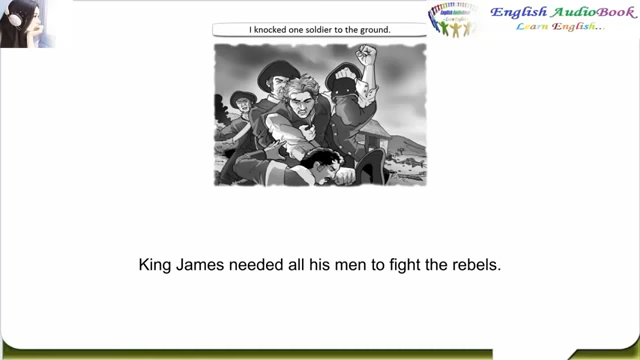 I knocked one soldier to the ground.
English AudioBook
Learn English...
King James needed all his men to fight the rebels.